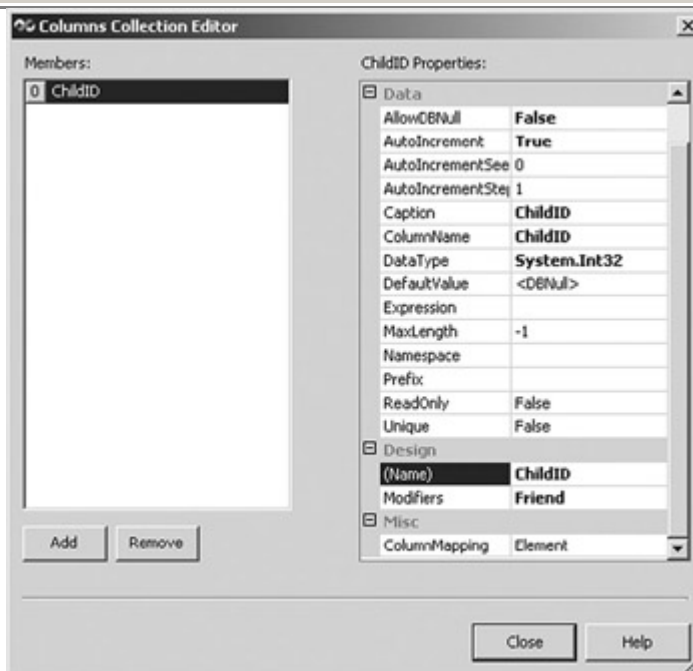 Columns Collection Editor
Members:
0 ChildID
Add Remove
ChildID Properties:
Data
AllowDBNull False
AutoIncrement True
AutoIncrementSee 0
AutoIncrementStep 1
Caption ChildID
ColumnName ChildID
DataType System.Int32
DefaultValue <DBNull>
Expression
MaxLength -1
Namespace
Prefix
ReadOnly False
Unique False
Design
(Name) ChildID
Modifiers Friend
Misc
ColumnMapping Element
Close Help